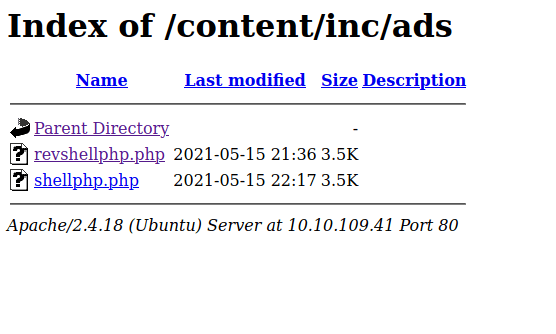 Index of /content/inc/ads
Name Last modified Size Description
Parent Directory -
revshellphp.php 2021-05-15 21:36 3.5K
shellphp.php 2021-05-15 22:17 3.5K
Apache/2.4.18 (Ubuntu) Server at 10.10.109.41 Port 80